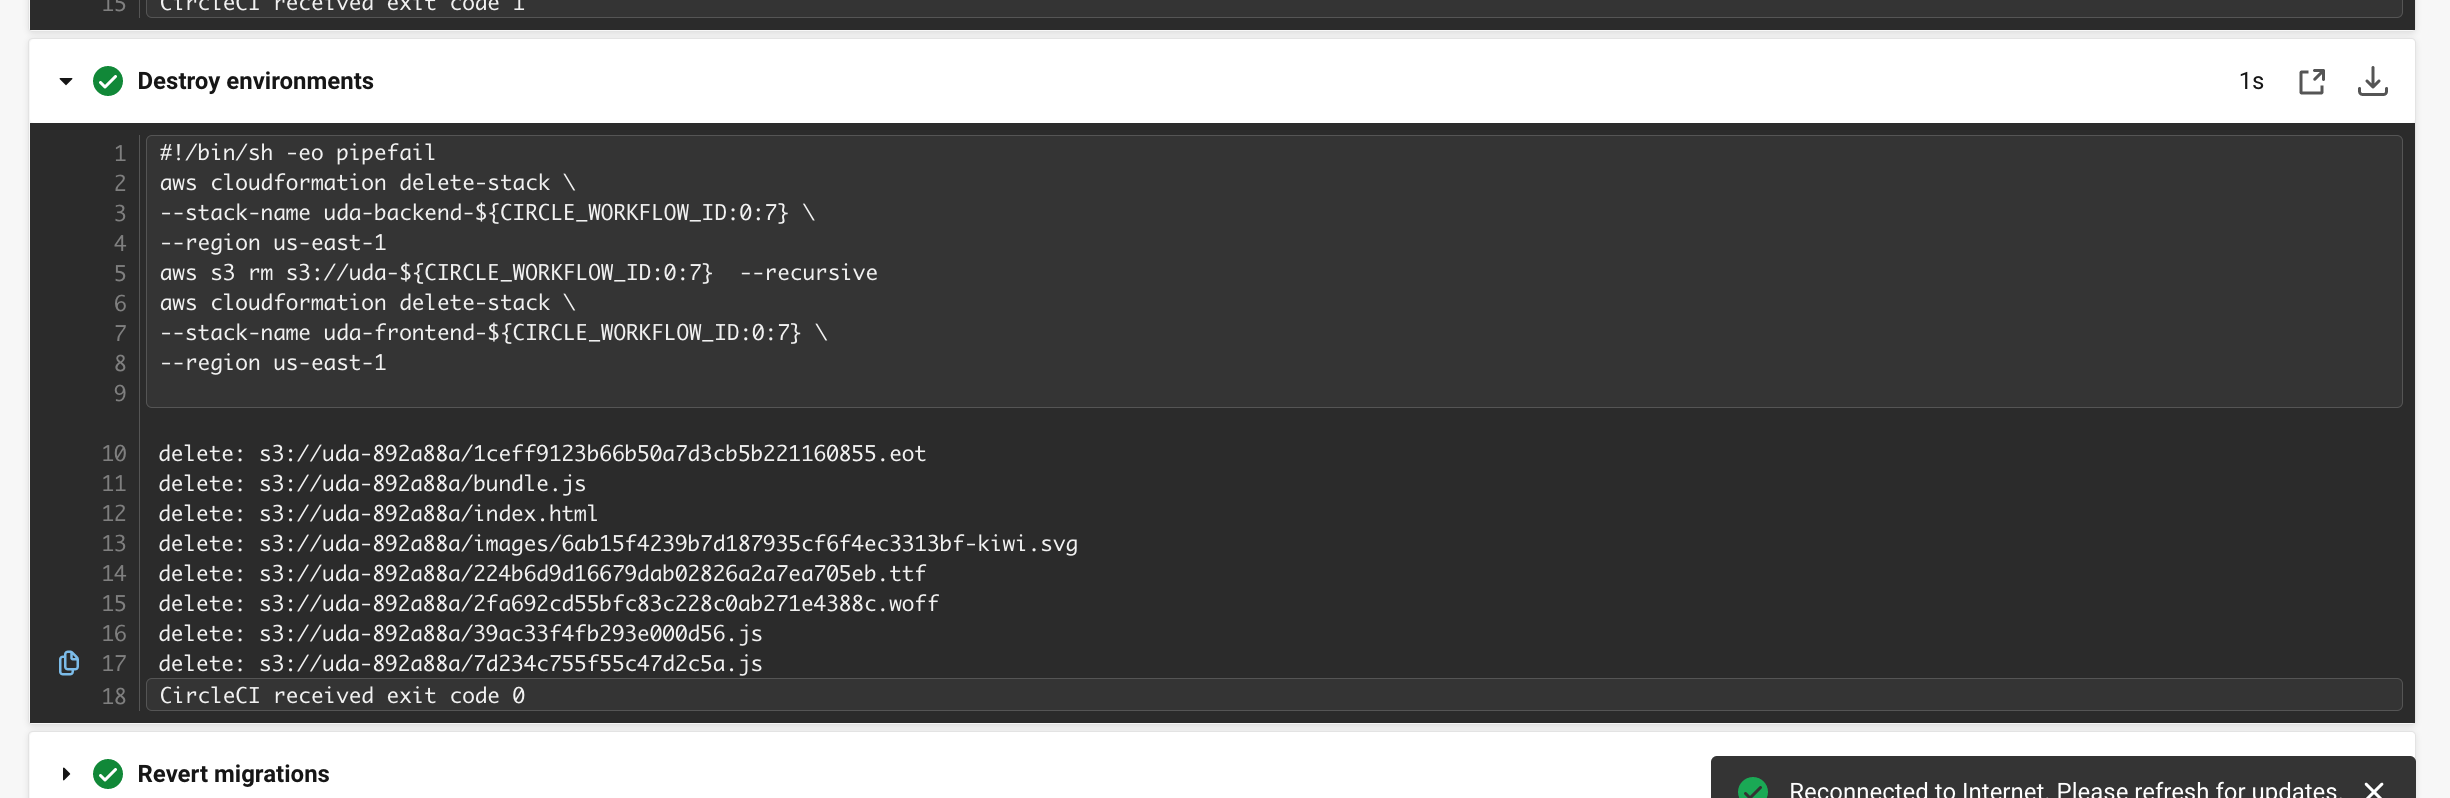 15 CircleCI received exit code 1
Destroy environments 1s
1 #!/bin/sh -eo pipefail
2 aws cloudformation delete-stack \
3 --stack-name uda-backend-${CIRCLE_WORKFLOW_ID:0:7} \
4 --region us-east-1
5 aws s3 rm s3://uda-${CIRCLE_WORKFLOW_ID:0:7}  --recursive
6 aws cloudformation delete-stack \
7 --stack-name uda-frontend-${CIRCLE_WORKFLOW_ID:0:7} \
8 --region us-east-1
9
10 delete: s3://uda-892a88a/1ceff9123b66b50a7d3cb5b221160855.eot
11 delete: s3://uda-892a88a/bundle.js
12 delete: s3://uda-892a88a/index.html
13 delete: s3://uda-892a88a/images/6ab15f4239b7d187935cf6f4ec3313bf-kiwi.svg
14 delete: s3://uda-892a88a/224b6d9d16679dab02826a2a7ea705eb.ttf
15 delete: s3://uda-892a88a/2fa692cd55bfc83c228c0ab271e4388c.woff
16 delete: s3://uda-892a88a/39ac33f4fb293e000d56.js
17 delete: s3://uda-892a88a/7d234c755f55c47d2c5a.js
18 CircleCI received exit code 0
Revert migrations
Reconnected to Internet. Please refresh for updates.